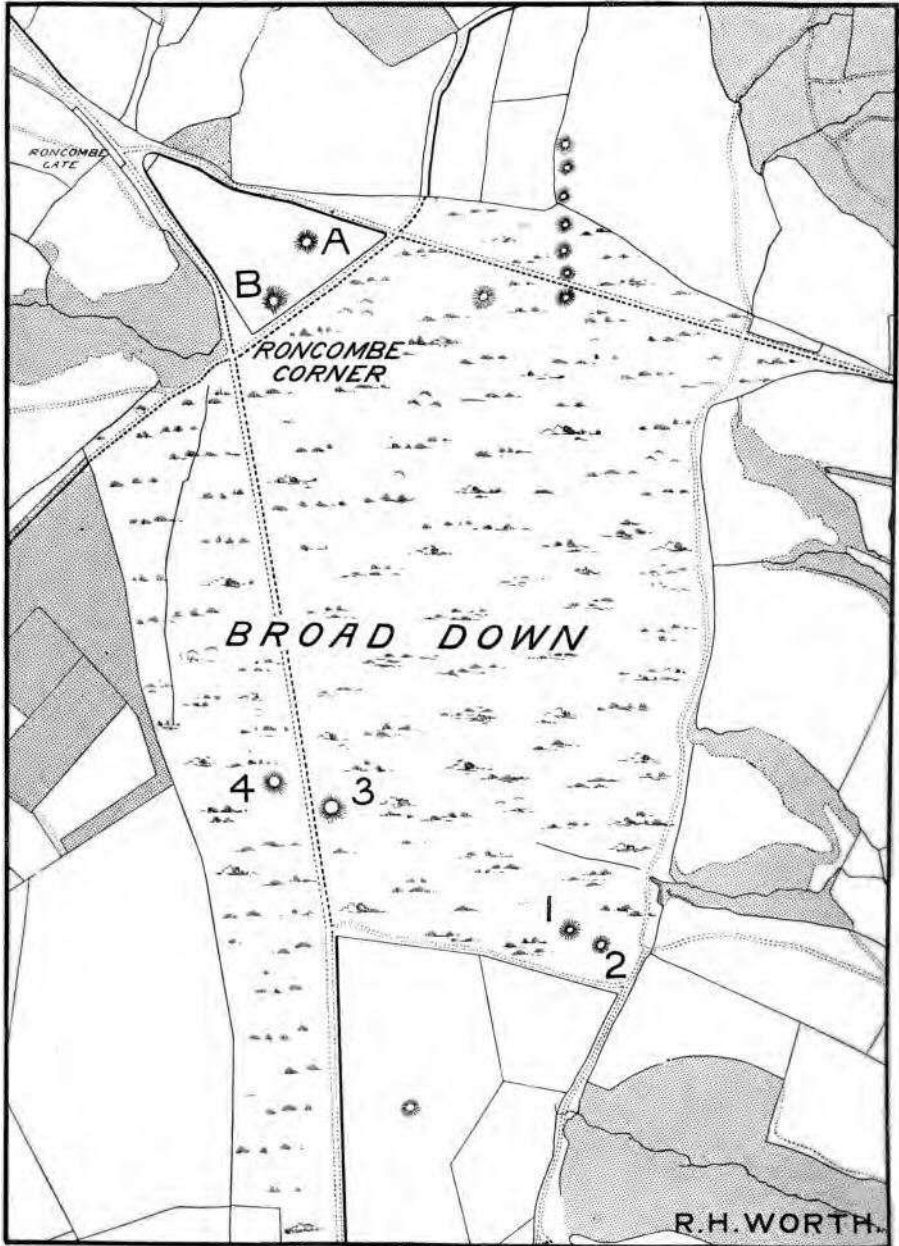 RONCOMBE
GATE
A
B
RONCOMBE
CORNER
BROAD DOWN
4
3
1
2
R.H.WORTH.